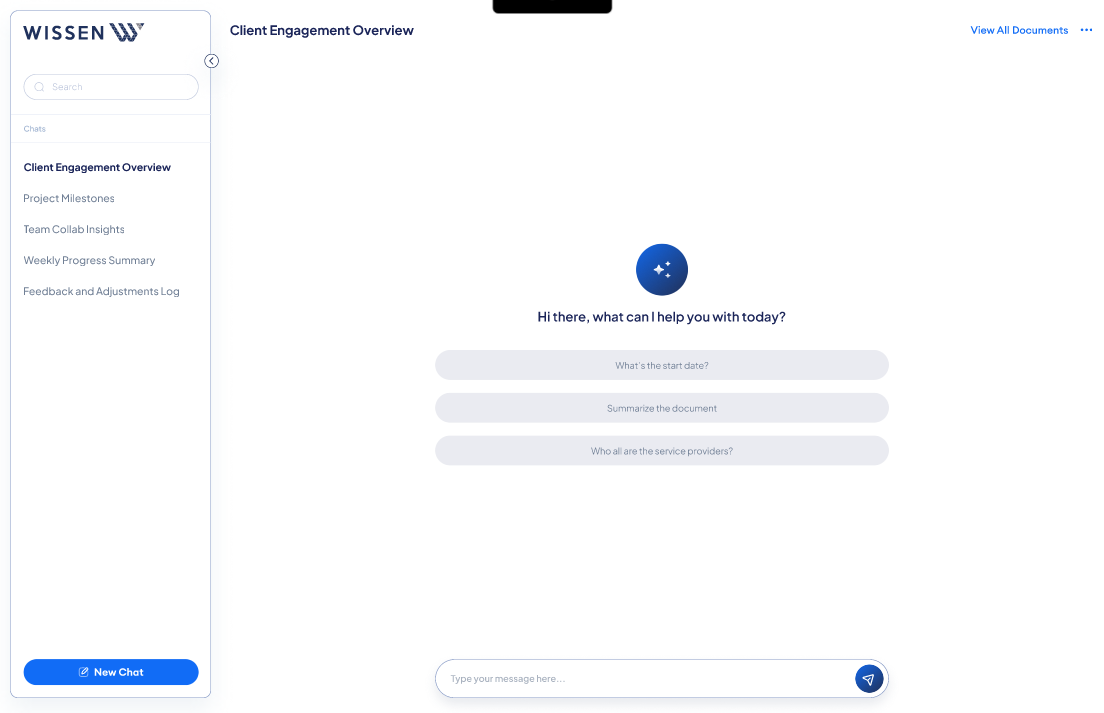 WISSEN
Client Engagement Overview
View All Documents
Search
Chats
Client Engagement Overview
Project Milestones
Team Collab Insights
Weekly Progress Summary
Feedback and Adjustments Log
Hi there, what can I help you with today?
What's the start date?
Summarize the document
Who all are the service providers?
New Chat
Type your message here...